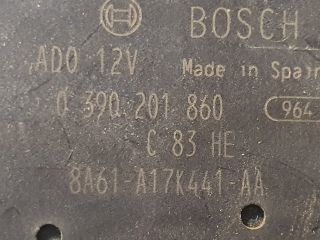 BOSCH
ADO 12V
Made in Spain
0 390 201 860
964
C 83 HE
8A61-A17K441-AA